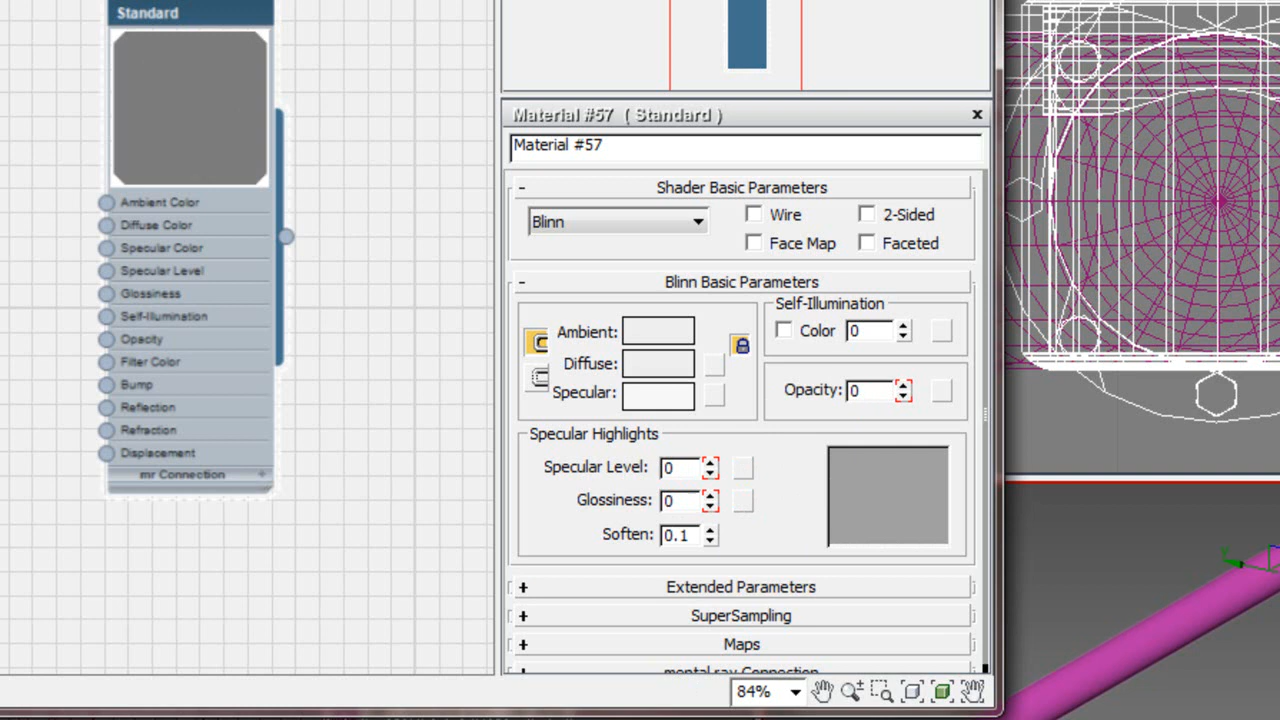 Standard
Ambient Color
Diffuse Color
Specular Color
Specular Level
Glossiness
Self-Illumination
Opacity
Filter Color
Bump
Reflection
Refraction
Displacement
mr Connection +
Material #57 ( Standard ) x
Material #57
- Shader Basic Parameters
Blinn Wire 2-Sided
Face Map Faceted
- Blinn Basic Parameters
Self-Illumination
Ambient: Color 0
Diffuse:
Specular: Opacity: 0
Specular Highlights
Specular Level: 0
Glossiness: 0
Soften: 0.1
+ Extended Parameters
+ SuperSampling
+ Maps
mental ray Connection
84%
Y